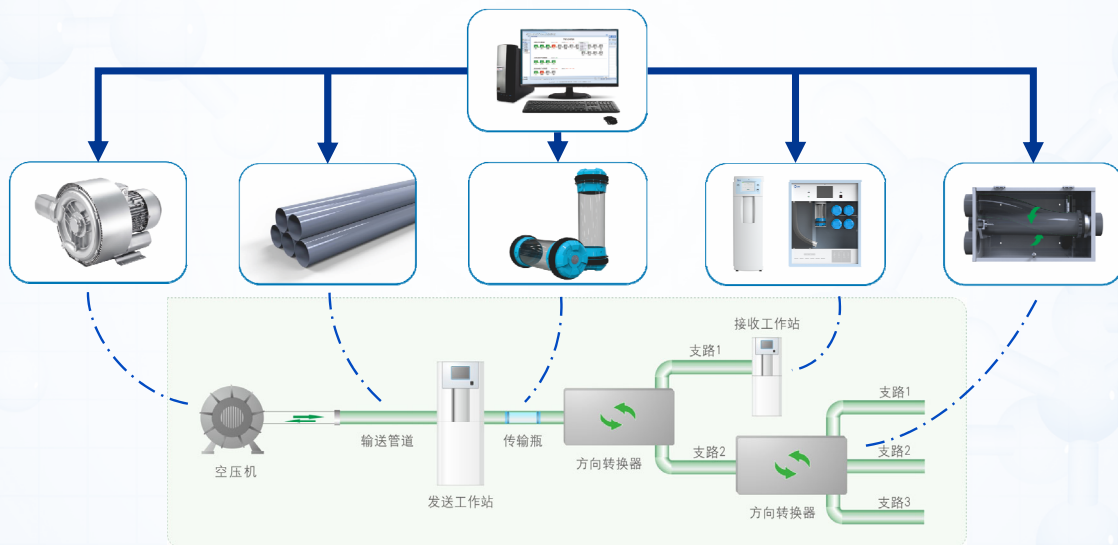 接收工作站
支路1
支路1
输送管道
传输瓶
支路2
支路2
空压机
方向转换器
发送工作站
支路3
方向转换器